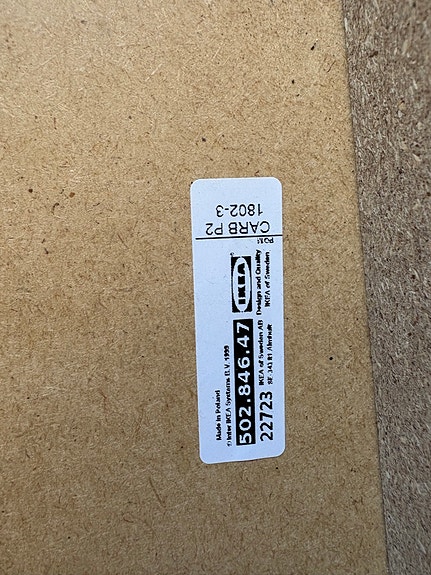 Made in Poland
© Inter IKEA Systems B.V. 1999
502.846.47
22723
IKEA of Sweden AB
SE-343 81 Älmhult
IKEA
Design and Quality
IKEA of Sweden
CARB P2
1802-3